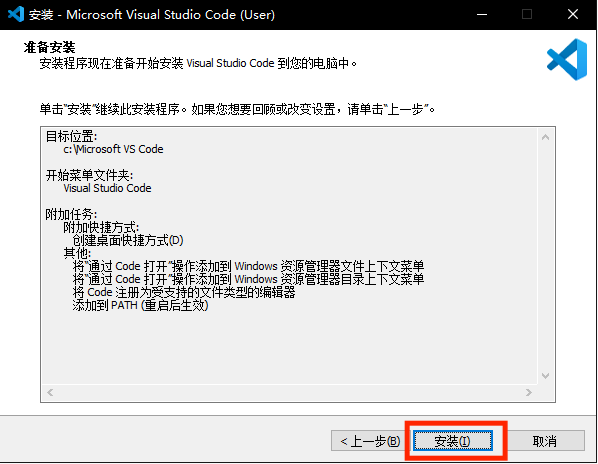 安装 - Microsoft Visual Studio Code (User)
准备安装
安装程序现在准备开始安装 Visual Studio Code 到您的电脑中。
单击“安装”继续此安装程序。如果您想要回顾或改变设置，请单击“上一步”。
目标位置:
c:\Microsoft VS Code
开始菜单文件夹:
Visual Studio Code
附加任务:
附加快捷方式:
创建桌面快捷方式(D)
其他:
将“通过 Code 打开”操作添加到 Windows 资源管理器文件上下文菜单
将“通过 Code 打开”操作添加到 Windows 资源管理器目录上下文菜单
将 Code 注册为受支持的文件类型的编辑器
添加到 PATH (重启后生效)
< 上一步(B) 安装(I) 取消